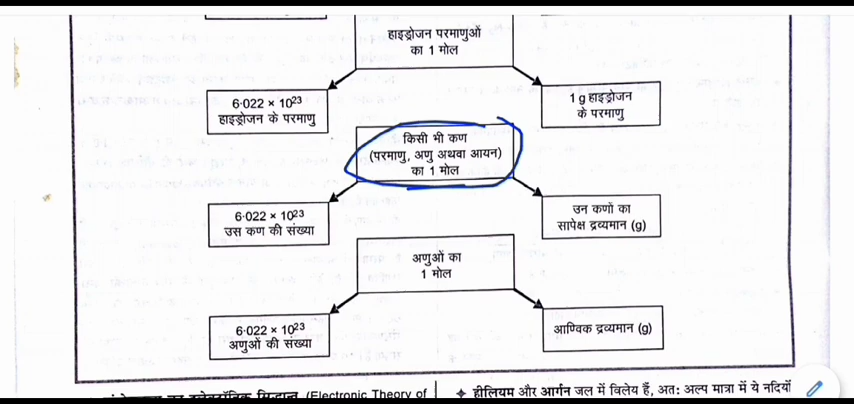 हाइड्रोजन परमाणुओं
का 1 मोल
6·022 × 10²³
हाइड्रोजन के परमाणु
1 g हाइड्रोजन
के परमाणु
किसी भी कण
(परमाणु, अणु अथवा आयन)
का 1 मोल
6·022 × 10²³
उस कण की संख्या
उन कणों का
सापेक्ष द्रव्यमान (g)
अणुओं का
1 मोल
6·022 × 10²³
अणुओं की संख्या
आण्विक द्रव्यमान (g)
इलेक्ट्रॉनिक सिद्धान्त (Electronic Theory of
हीलियम और आर्गन जल में विलेय हैं, अतः अल्प मात्रा में ये नदियों